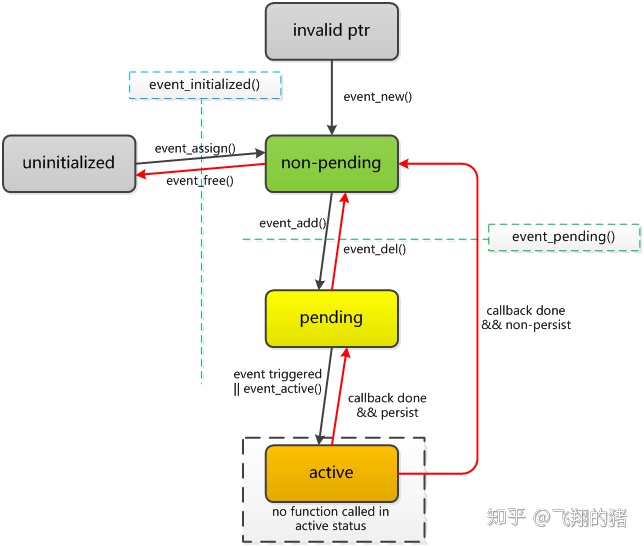 invalid ptr
event_initialized()
event_new()
uninitialized
event_assign()
event_free()
non-pending
event_add()
event_del()
event_pending()
pending
callback done
&& non-persist
event triggered
|| event_active()
callback done
&& persist
active
no function called in
active status
知乎 @飞翔的猪